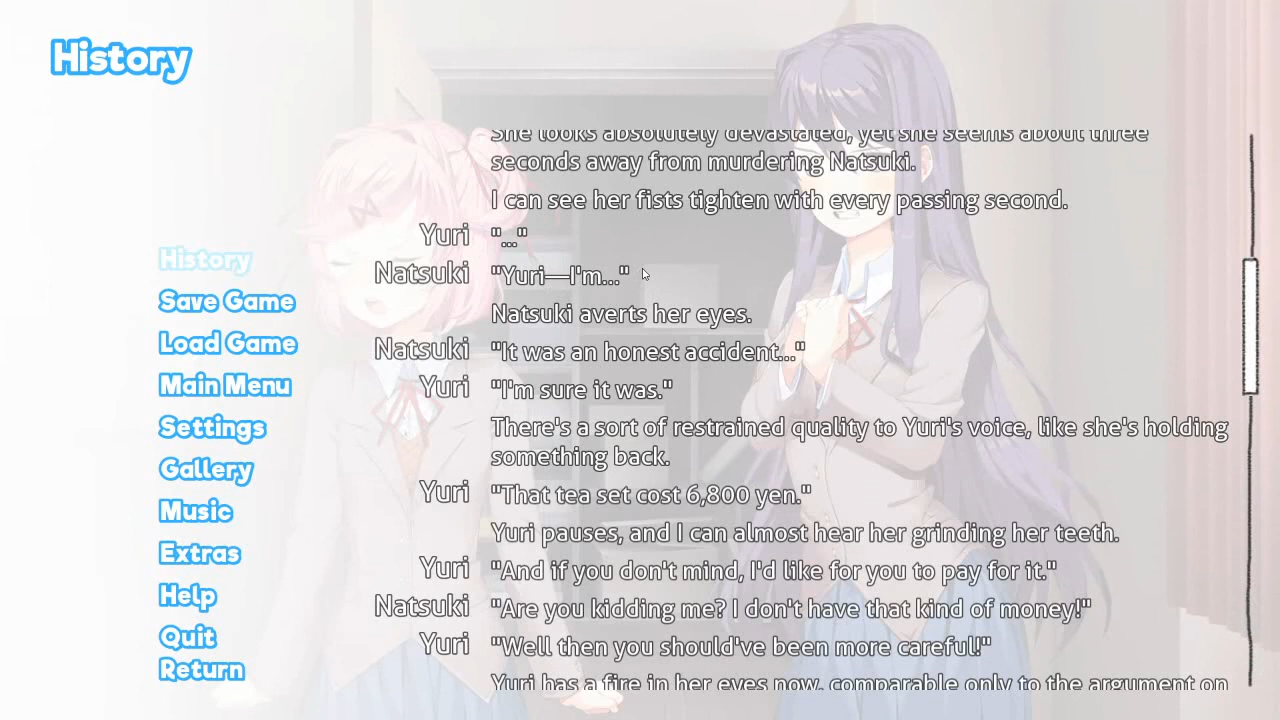 History
She looks absolutely devastated, yet she seems about three
seconds away from murdering Natsuki.
I can see her fists tighten with every passing second.
Yuri "..."
Natsuki "Yuri—I'm..."
Natsuki averts her eyes.
Natsuki "It was an honest accident..."
Yuri "I'm sure it was."
There's a sort of restrained quality to Yuri's voice, like she's holding
something back.
Yuri "That tea set cost 6,800 yen."
Yuri pauses, and I can almost hear her grinding her teeth.
Yuri "And if you don't mind, I'd like for you to pay for it."
Natsuki "Are you kidding me? I don't have that kind of money!"
Yuri "Well then you should've been more careful!"
Yuri has a fire in her eyes now, comparable only to the argument on
History
Save Game
Load Game
Main Menu
Settings
Gallery
Music
Extras
Help
Quit
Return